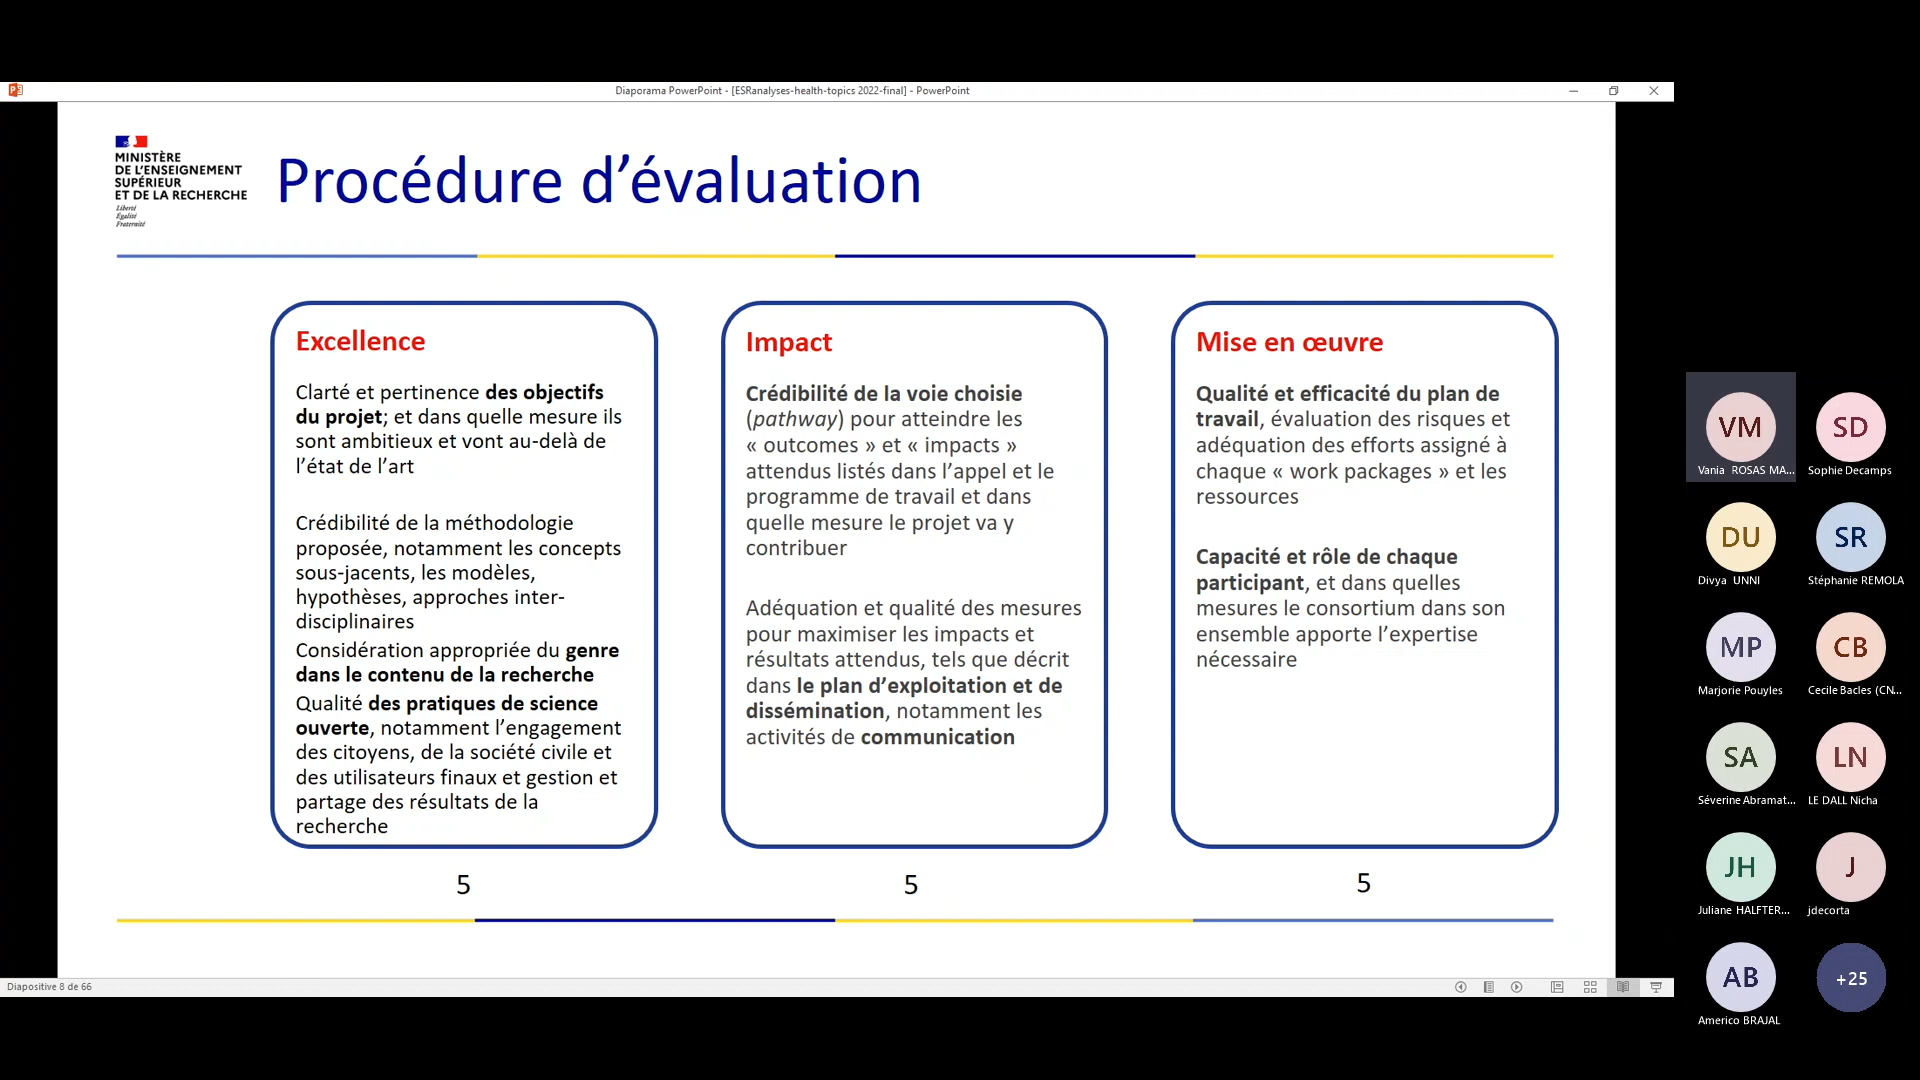 Diaporama PowerPoint - [ESRanalyses-health-topics 2022-final] - PowerPoint
MINISTÈRE
DE L'ENSEIGNEMENT
SUPÉRIEUR
ET DE LA RECHERCHE
Liberté
Égalité
Fraternité
Procédure d’évaluation
Excellence
Clarté et pertinence des objectifs
du projet; et dans quelle mesure ils
sont ambitieux et vont au-delà de
l’état de l’art
Crédibilité de la méthodologie
proposée, notamment les concepts
sous-jacents, les modèles,
hypothèses, approches inter-
disciplinaires
Considération appropriée du genre
dans le contenu de la recherche
Qualité des pratiques de science
ouverte, notamment l’engagement
des citoyens, de la société civile et
des utilisateurs finaux et gestion et
partage des résultats de la
recherche
5
Impact
Crédibilité de la voie choisie
(pathway) pour atteindre les
« outcomes » et « impacts »
attendus listés dans l’appel et le
programme de travail et dans
quelle mesure le projet va y
contribuer
Adéquation et qualité des mesures
pour maximiser les impacts et
résultats attendus, tels que décrit
dans le plan d’exploitation et de
dissémination, notamment les
activités de communication
5
Mise en œuvre
Qualité et efficacité du plan de
travail, évaluation des risques et
adéquation des efforts assigné à
chaque « work packages » et les
ressources
Capacité et rôle de chaque
participant, et dans quelles
mesures le consortium dans son
ensemble apporte l’expertise
nécessaire
5
Diapositive 8 de 66
VM
Vania ROSAS MA...
SD
Sophie Decamps
DU
Divya UNNI
SR
Stéphanie REMOLA
MP
Marjorie Pouyles
CB
Cecile Bacles (CN...
SA
Séverine Abramat...
LN
LE DALL Nicha
JH
Juliane HALFTER...
J
jdecorta
AB
Americo BRAJAL
+25